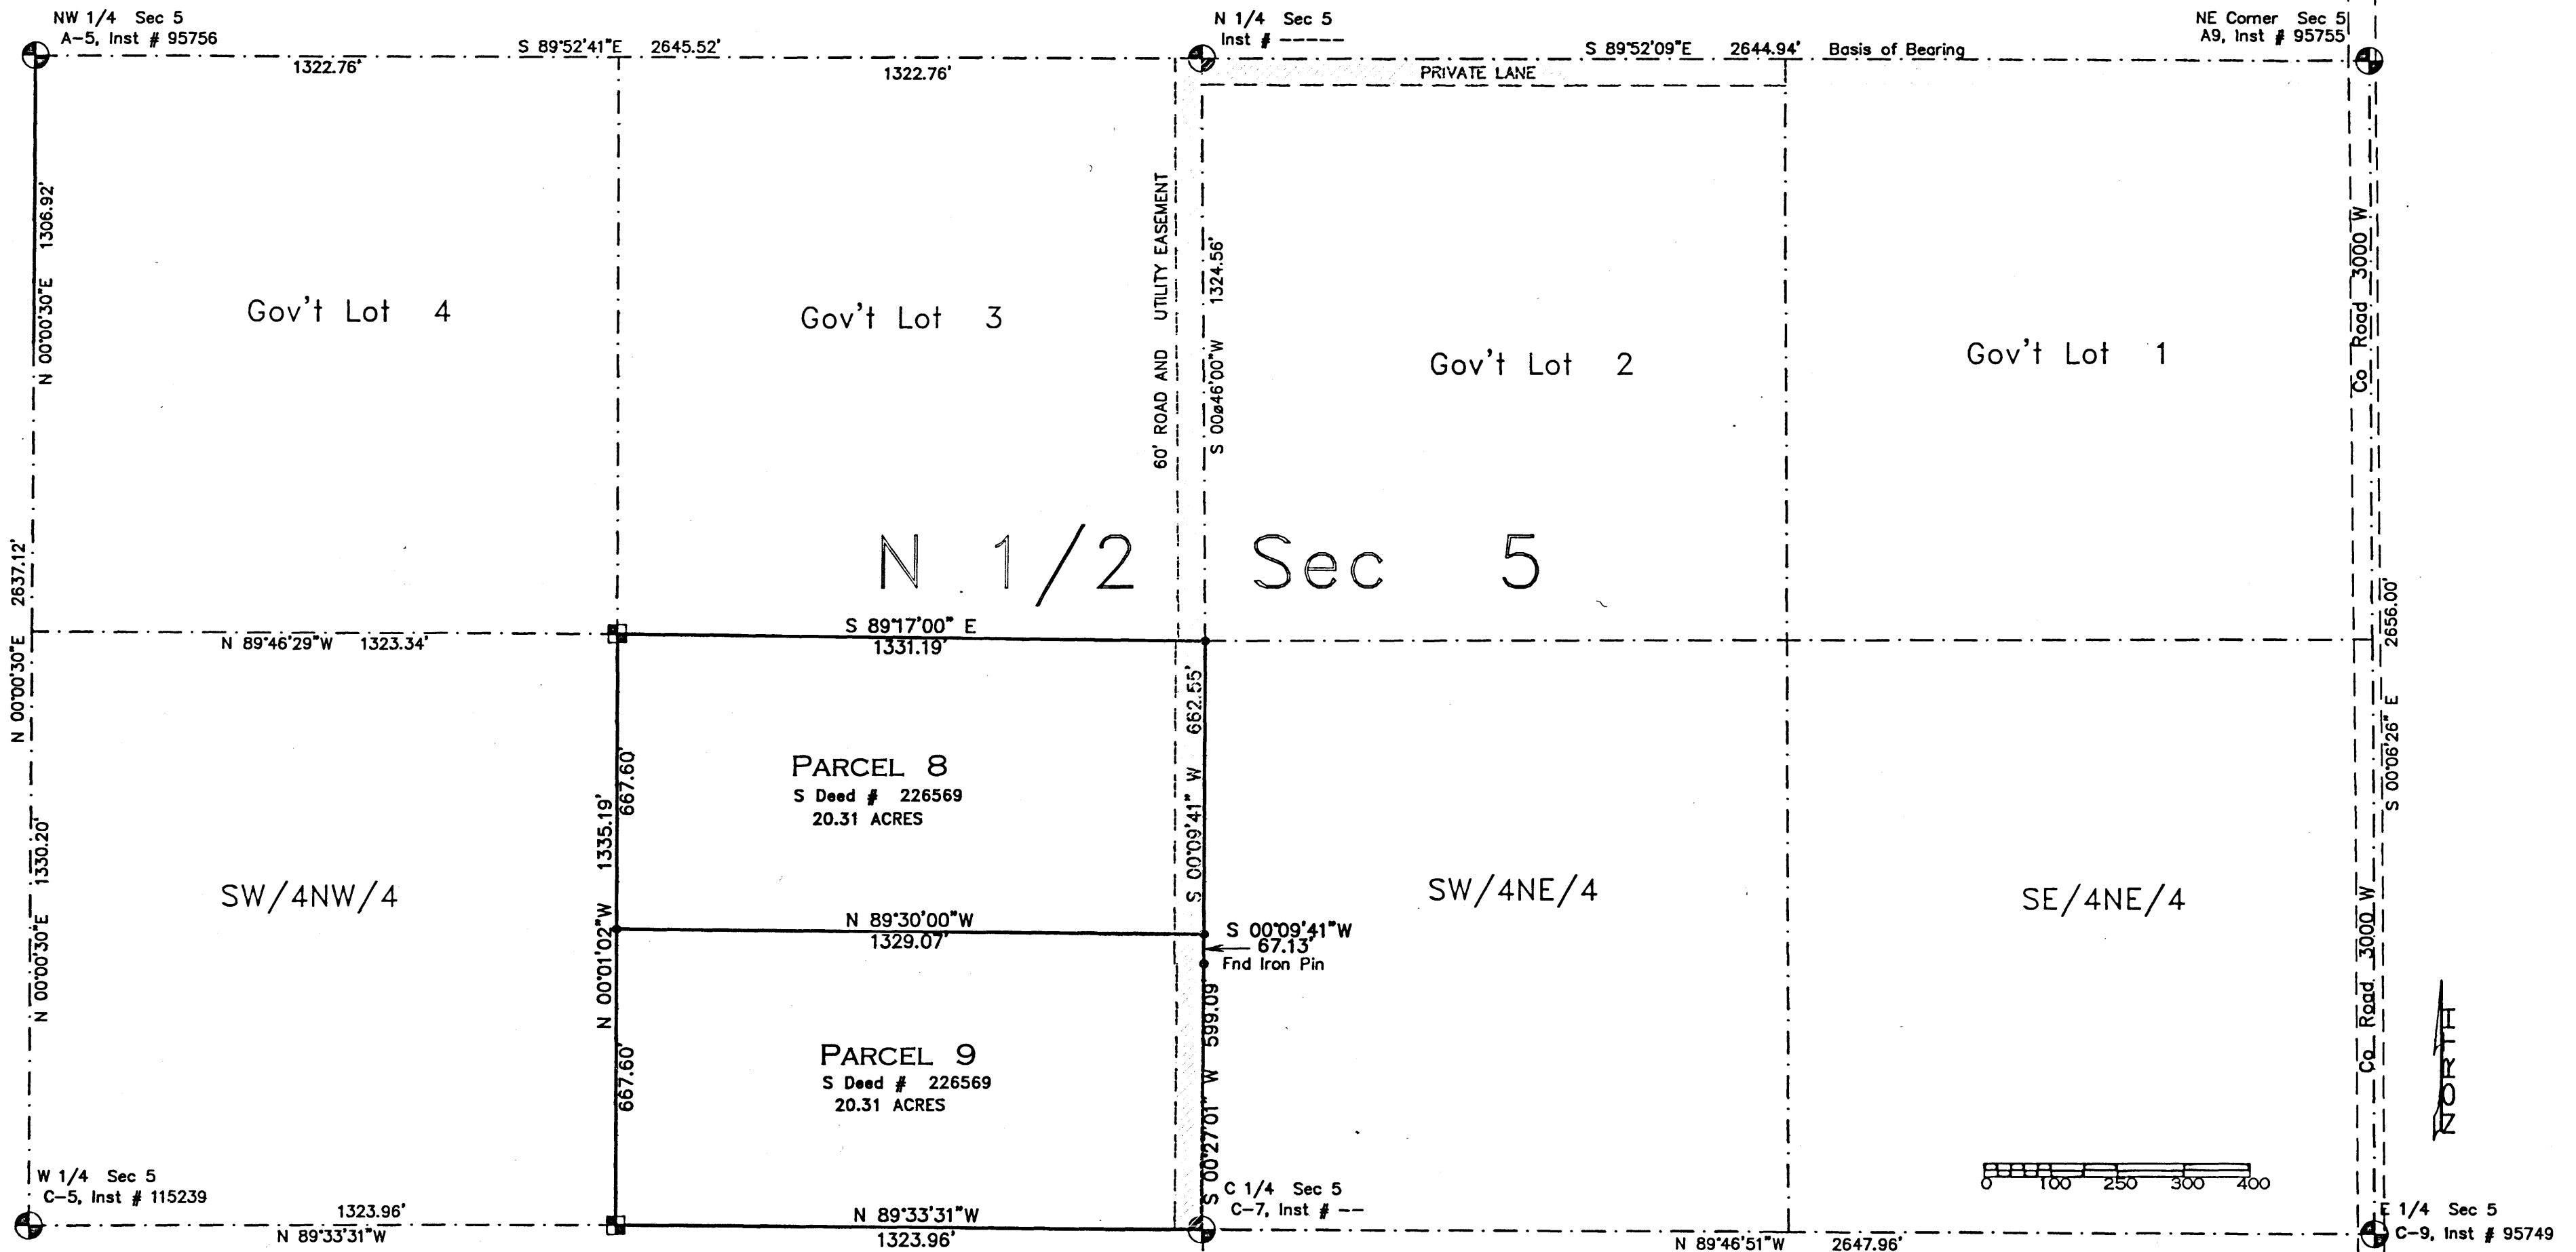 NW 1/4 Sec 5
A-5, Inst # 95756
S 89°52'41"E 2645.52'
1322.76'
1322.76'
N 1/4 Sec 5
Inst # -----
S 89°52'09"E 2644.94' Basis of Bearing
PRIVATE LANE
NE Corner Sec 5
A9, Inst # 95755
N 00°00'30"E 1306.92'
Gov't Lot 4
Gov't Lot 3
60' ROAD AND UTILITY EASEMENT
S 00ø46'00"W 1324.56'
Gov't Lot 2
Gov't Lot 1
Co Road 3000 W
N 1/2 Sec 5
N 00°00'30"E 2637.12'
N 89°46'29"W 1323.34'
S 89°17'00" E
1331.19'
S 00°06'26" E 2656.00'
N 00°00'30"E 1330.20'
SW/4NW/4
N 00°01'02"W 1335.19'
667.60'
PARCEL 8
S Deed # 226569
20.31 ACRES
S 00°09'41" W 662.55'
N 89°30'00"W
1329.07'
S 00°09'41"W
67.13'
Fnd Iron Pin
SW/4NE/4
SE/4NE/4
Co Road 3000 W
667.60'
PARCEL 9
S Deed # 226569
20.31 ACRES
S 00°27'01" W 599.09'
NORTH
0 100 250 300 400
W 1/4 Sec 5
C-5, Inst # 115239
1323.96'
N 89°33'31"W
N 89°33'31"W
1323.96'
C 1/4 Sec 5
C-7, Inst # --
N 89°46'51"W 2647.96'
E 1/4 Sec 5
C-9, Inst # 95749